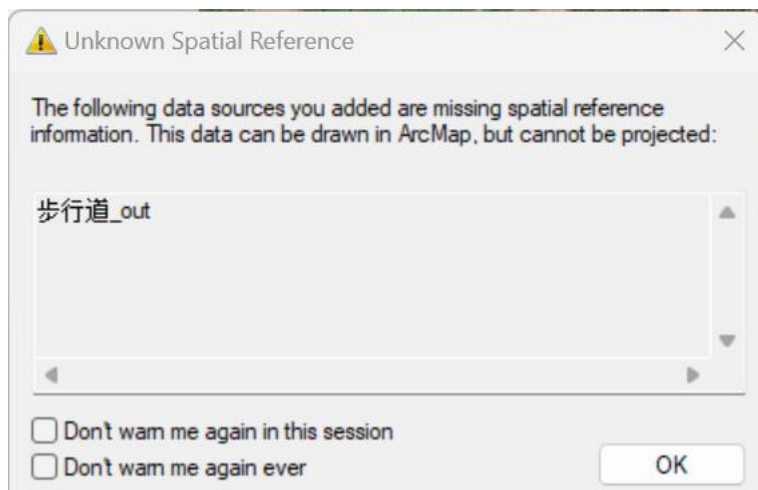 Unknown Spatial Reference
The following data sources you added are missing spatial reference
information. This data can be drawn in ArcMap, but cannot be projected:
步行道_out
Don't warn me again in this session
Don't warn me again ever
OK